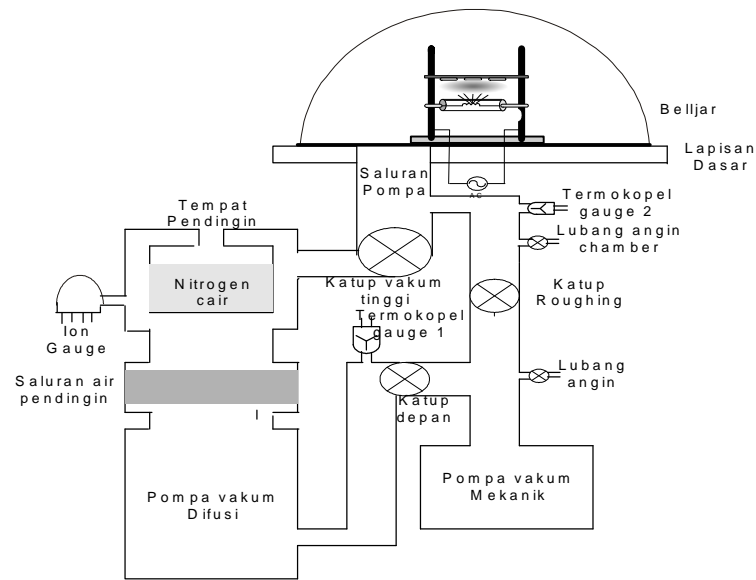 Belljar
Lapisan
Dasar
Saluran
Pompa
AC
Termokopel
gauge 2
Tempat
Pendingin
Lubang angin
chamber
Nitrogen
cair
Katup vakum
tinggi
Katup
Roughing
Ion
Gauge
Termokopel
gauge 1
Saluran air
pendingin
Lubang
angin
Katup
depan
I
Pompa vakum
Mekanik
Pompa vakum
Difusi